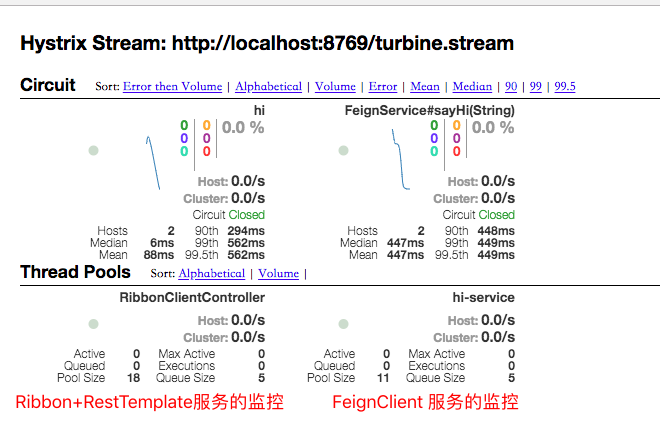 Hystrix Stream: http://localhost:8769/turbine.stream
Circuit Sort: Error then Volume | Alphabetical | Volume | Error | Mean | Median | 90 | 99 | 99.5
hi
0 0 0.0 %
0 0
0 0
Host: 0.0/s
Cluster: 0.0/s
Circuit Closed
Hosts 2 90th 294ms
Median 6ms 99th 562ms
Mean 88ms 99.5th 562ms
FeignService#sayHi(String)
0 0 0.0 %
0 0
0 0
Host: 0.0/s
Cluster: 0.0/s
Circuit Closed
Hosts 2 90th 448ms
Median 447ms 99th 449ms
Mean 447ms 99.5th 449ms
Thread Pools Sort: Alphabetical | Volume |
RibbonClientController
Host: 0.0/s
Cluster: 0.0/s
Active 0 Max Active 0
Queued 0 Executions 0
Pool Size 18 Queue Size 5
hi-service
Host: 0.0/s
Cluster: 0.0/s
Active 0 Max Active 0
Queued 0 Executions 0
Pool Size 11 Queue Size 5
Ribbon+RestTemplate服务的监控
FeignClient 服务的监控